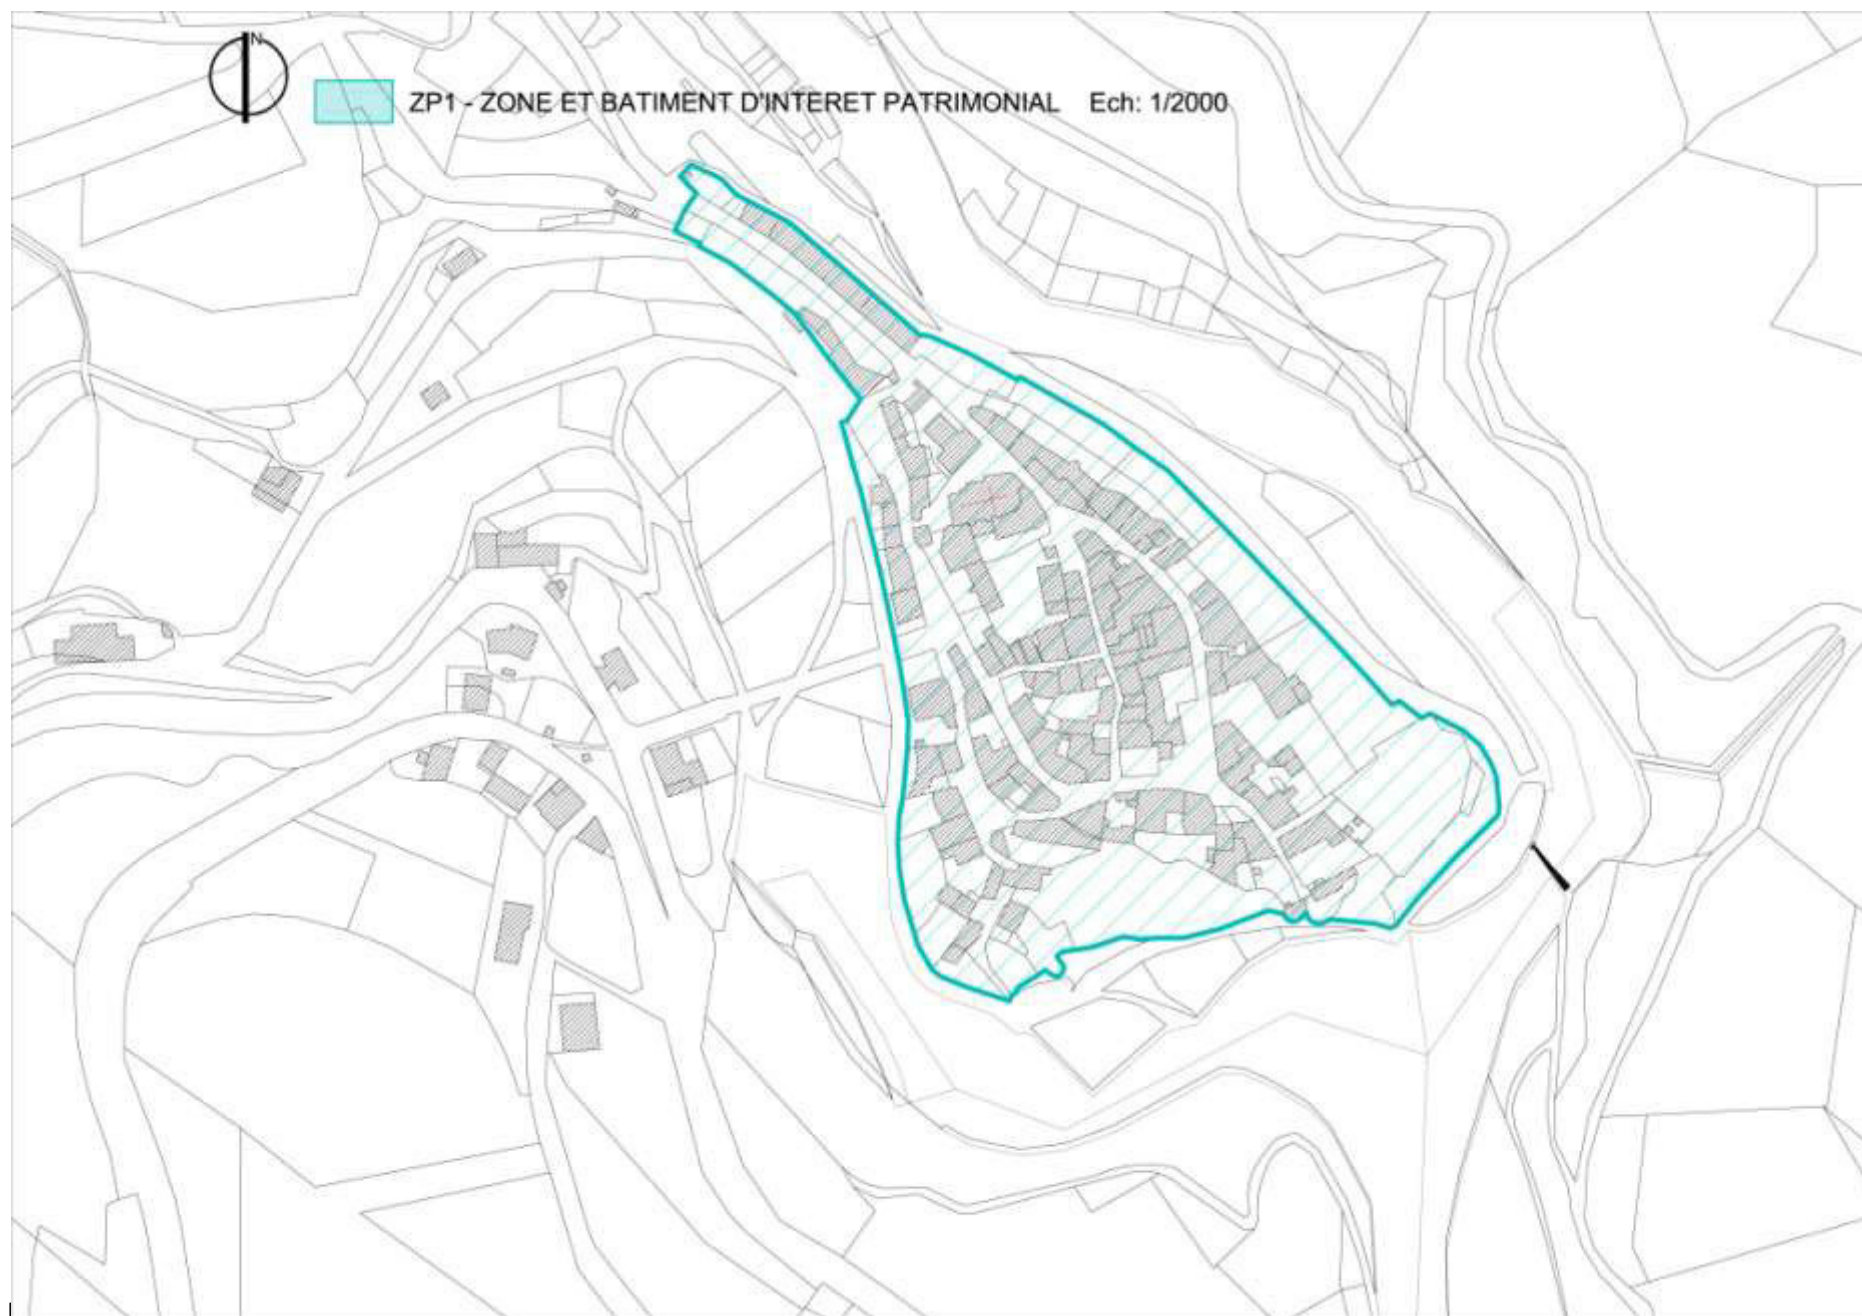 N
ZP1 - ZONE ET BATIMENT D'INTERET PATRIMONIAL Ech: 1/2000